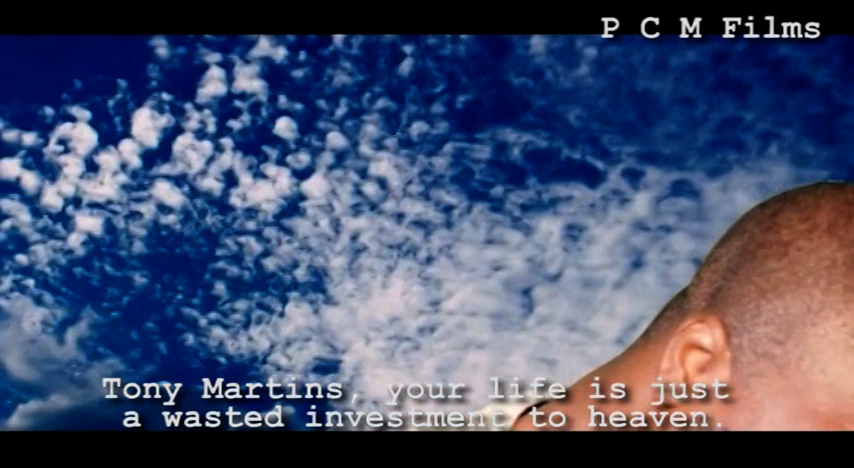 P C M Films
Tony Martins, your life is just
a wasted investment to heaven.